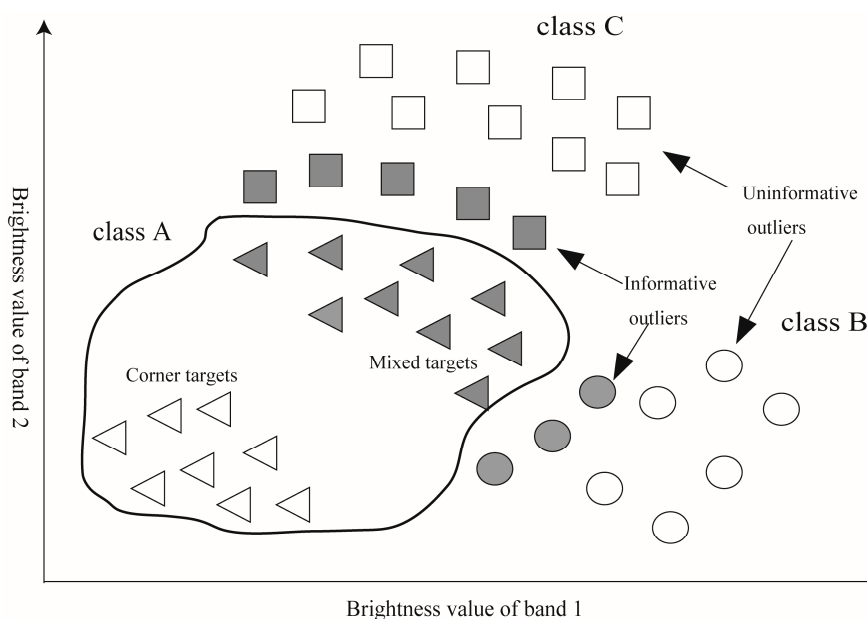 class C
Uninformative
outliers
class A
Informative
outliers
class B
Mixed targets
Corner targets
Brightness value of band 2
Brightness value of band 1